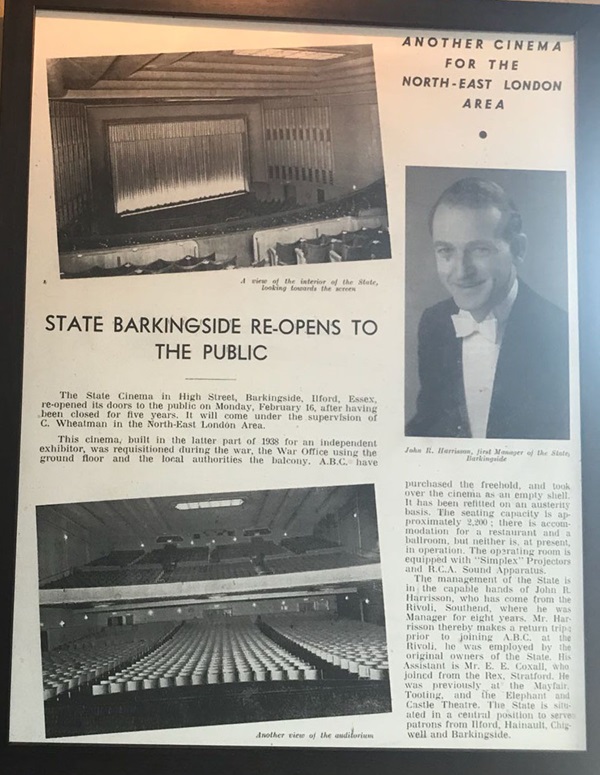 ANOTHER CINEMA
FOR THE
NORTH-EAST LONDON
AREA
A view of the interior of the State,
looking towards the screen
STATE BARKINGSIDE RE-OPENS TO
THE PUBLIC
The State Cinema in High Street, Barkingside, Ilford, Essex,
re-opened its doors to the public on Monday, February 16, after having
been closed for five years. It will come under the supervision of
C. Wheatman in the North-East London Area.
This cinema, built in the latter part of 1938 for an independent
exhibitor, was requisitioned during the war, the War Office using the
ground floor and the local authorities the balcony. A.B.C. have
John R. Harrisson, first Manager of the State,
Barkingside
purchased the freehold, and took
over the cinema as an empty shell.
It has been refitted on an austerity
basis. The seating capacity is ap-
proximately 2,200; there is accom-
modation for a restaurant and a
ballroom, but neither is, at present,
in operation. The operating room is
equipped with "Simplex" Projectors
and R.C.A. Sound Apparatus.
The management of the State is
in the capable hands of John R.
Harrisson, who has come from the
Rivoli, Southend, where he was
Manager for eight years. Mr. Har-
risson thereby makes a return trip;
prior to joining A.B.C. at the
Rivoli, he was employed by the
original owners of the State. His
Assistant is Mr. E. E. Coxall, who
joined from the Rex, Stratford. He
was previously at the Mayfair,
Tooting, and the Elephant and
Castle Theatre. The State is situ-
ated in a central position to serve
patrons from Ilford, Hainault, Chig-
well and Barkingside.
Another view of the auditorium